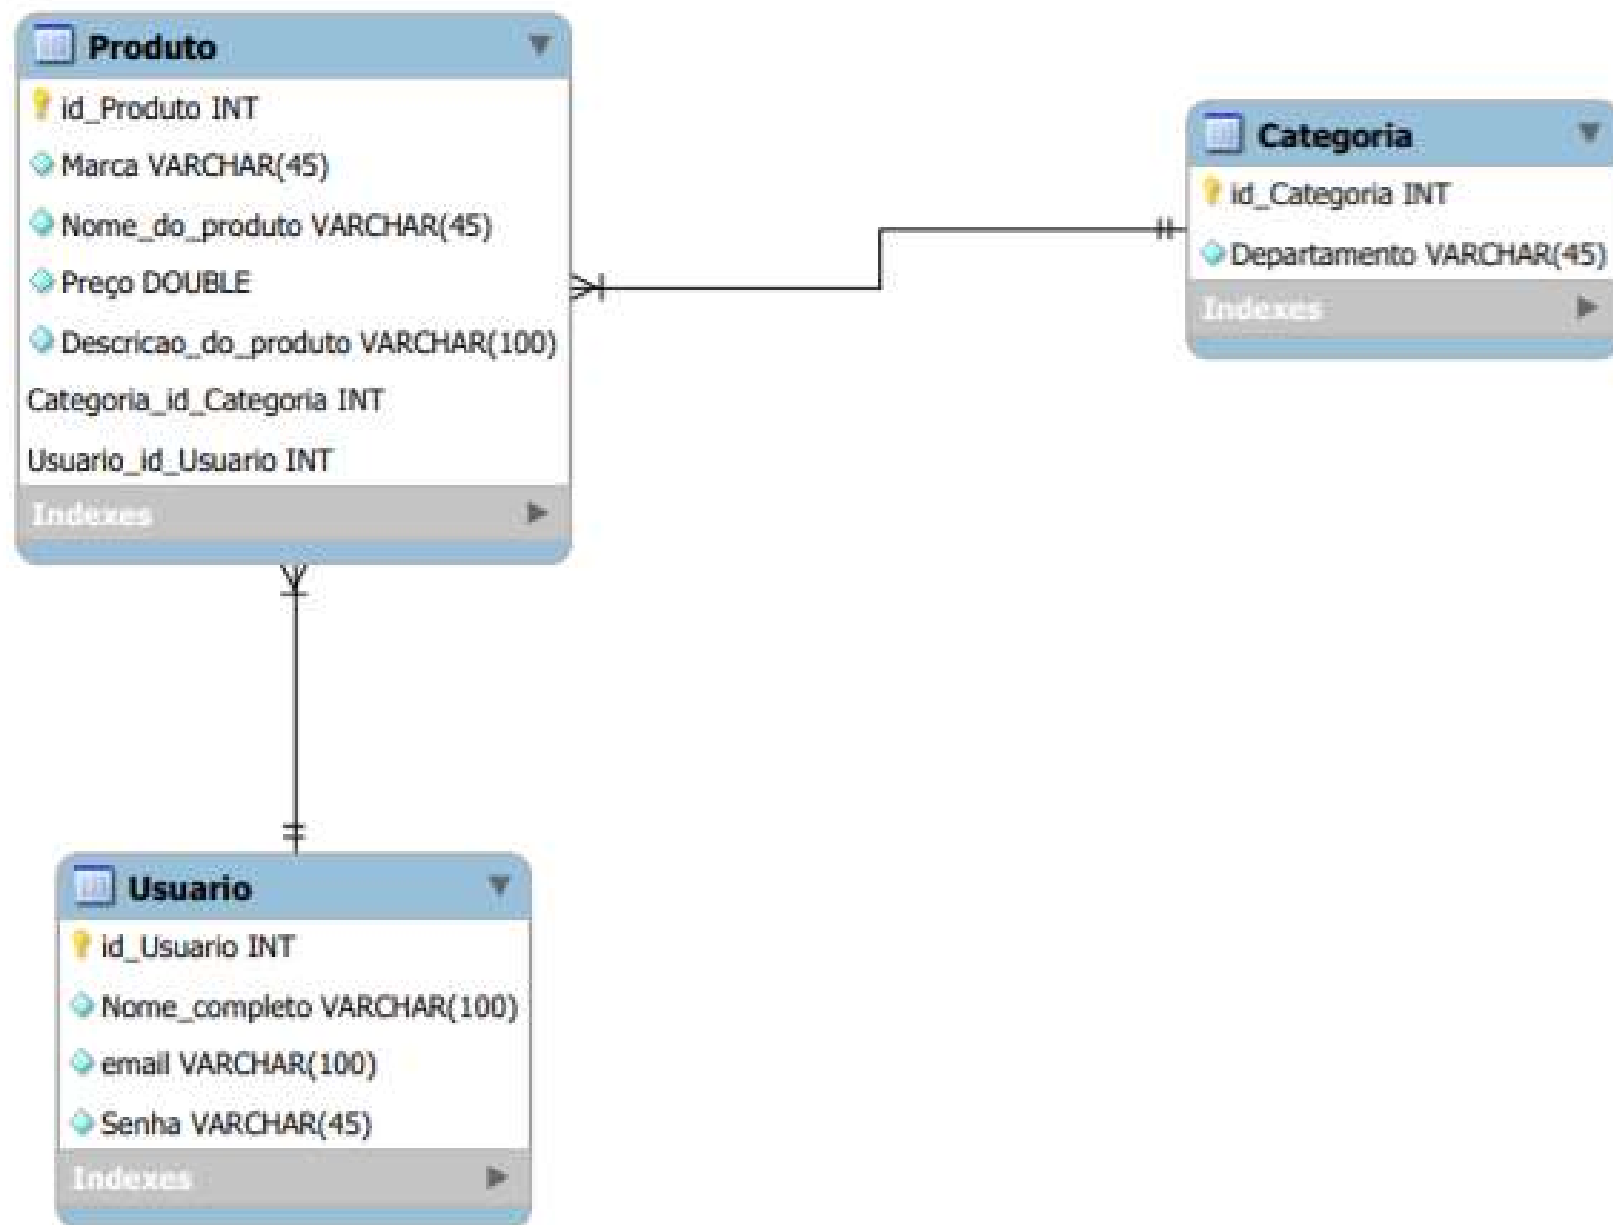 Produto
id_Produto INT
Marca VARCHAR(45)
Nome_do_produto VARCHAR(45)
Preço DOUBLE
Descricao_do_produto VARCHAR(100)
Categoria_id_Categoria INT
Usuario_id_Usuario INT
Indexes
Categoria
id_Categoria INT
Departamento VARCHAR(45)
Indexes
Usuario
id_Usuario INT
Nome_completo VARCHAR(100)
email VARCHAR(100)
Senha VARCHAR(45)
Indexes